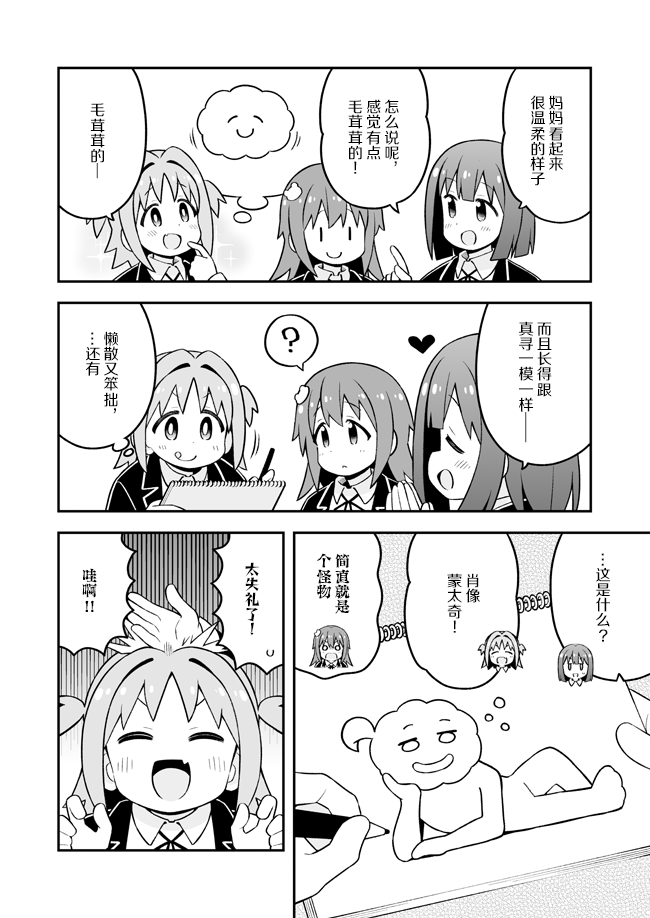 妈妈看起来
很温柔的样子
怎么说呢，
感觉有点
毛茸茸的！
毛茸茸的—
而且长得跟
真寻一模一样——
?
懒散又笨拙，
…还有
…这是什么？
肖像
蒙太奇！
简直就是
个怪物
太失礼了！
哇啊!!